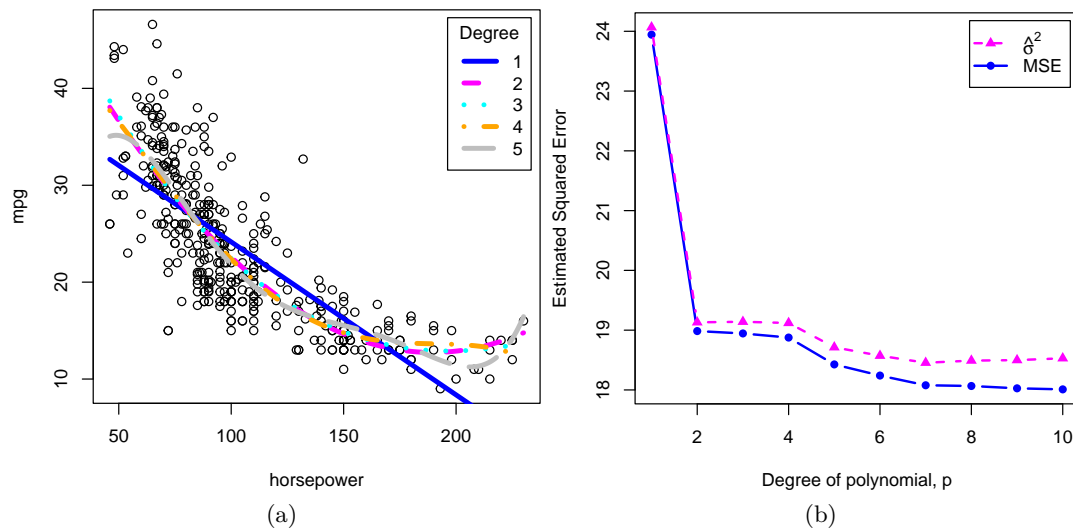 Degree
1
2
3
4
5
mpg
10
20
30
40
50
100
150
200
horsepower
(a)
σ̂²
MSE
Estimated Squared Error
18
19
20
21
22
23
24
2
4
6
8
10
Degree of polynomial, p
(b)